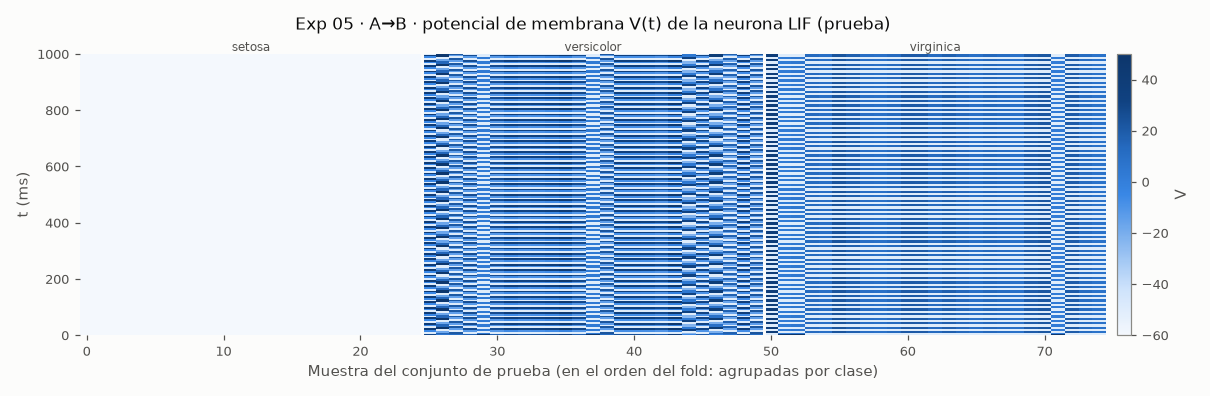 Exp 05 · A→B · potencial de membrana V(t) de la neurona LIF (prueba)
setosa versicolor virginica
1000
800
600
400
200
0
t (ms)
0 10 20 30 40 50 60 70
Muestra del conjunto de prueba (en el orden del fold: agrupadas por clase)
40
20
0
−20
−40
−60
V